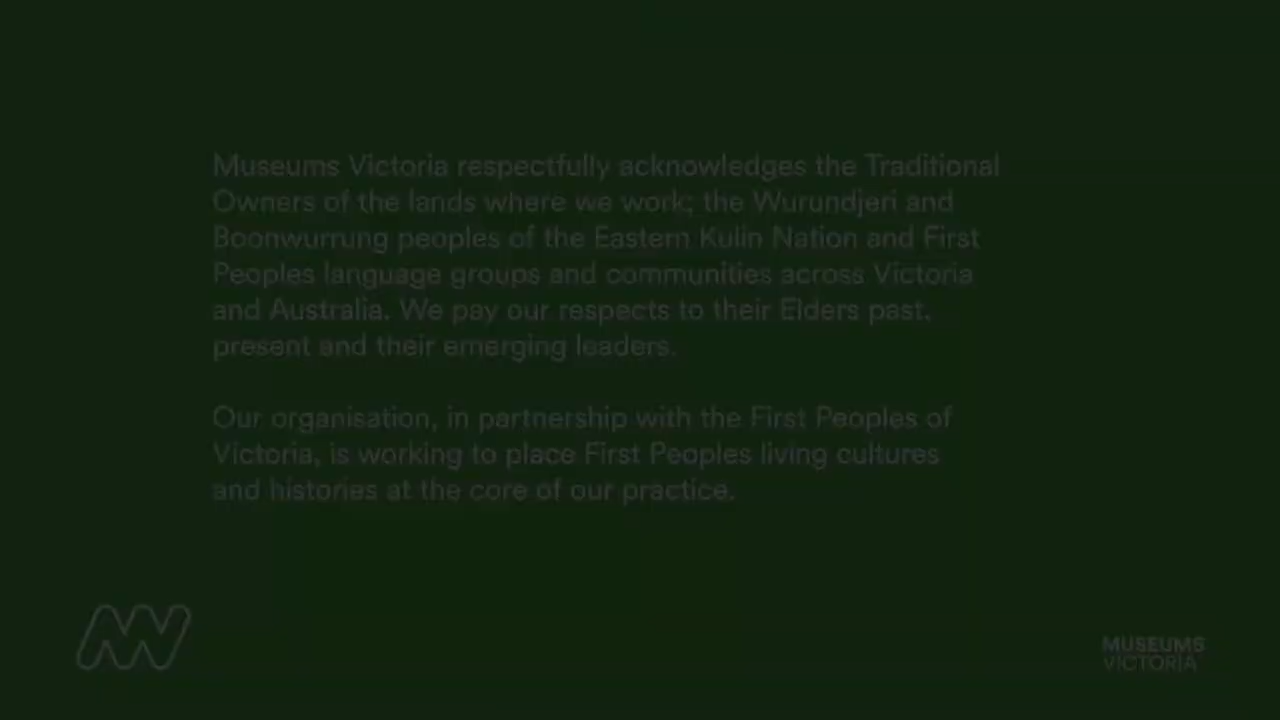 Museums Victoria respectfully acknowledges the Traditional
Owners of the lands where we work; the Wurundjeri and
Boonwurrung peoples of the Eastern Kulin Nation and First
Peoples language groups and communities across Victoria
and Australia. We pay our respects to their Elders past,
present and their emerging leaders.
Our organisation, in partnership with the First Peoples of
Victoria, is working to place First Peoples living cultures
and histories at the core of our practice.
MUSEUMS
VICTORIA